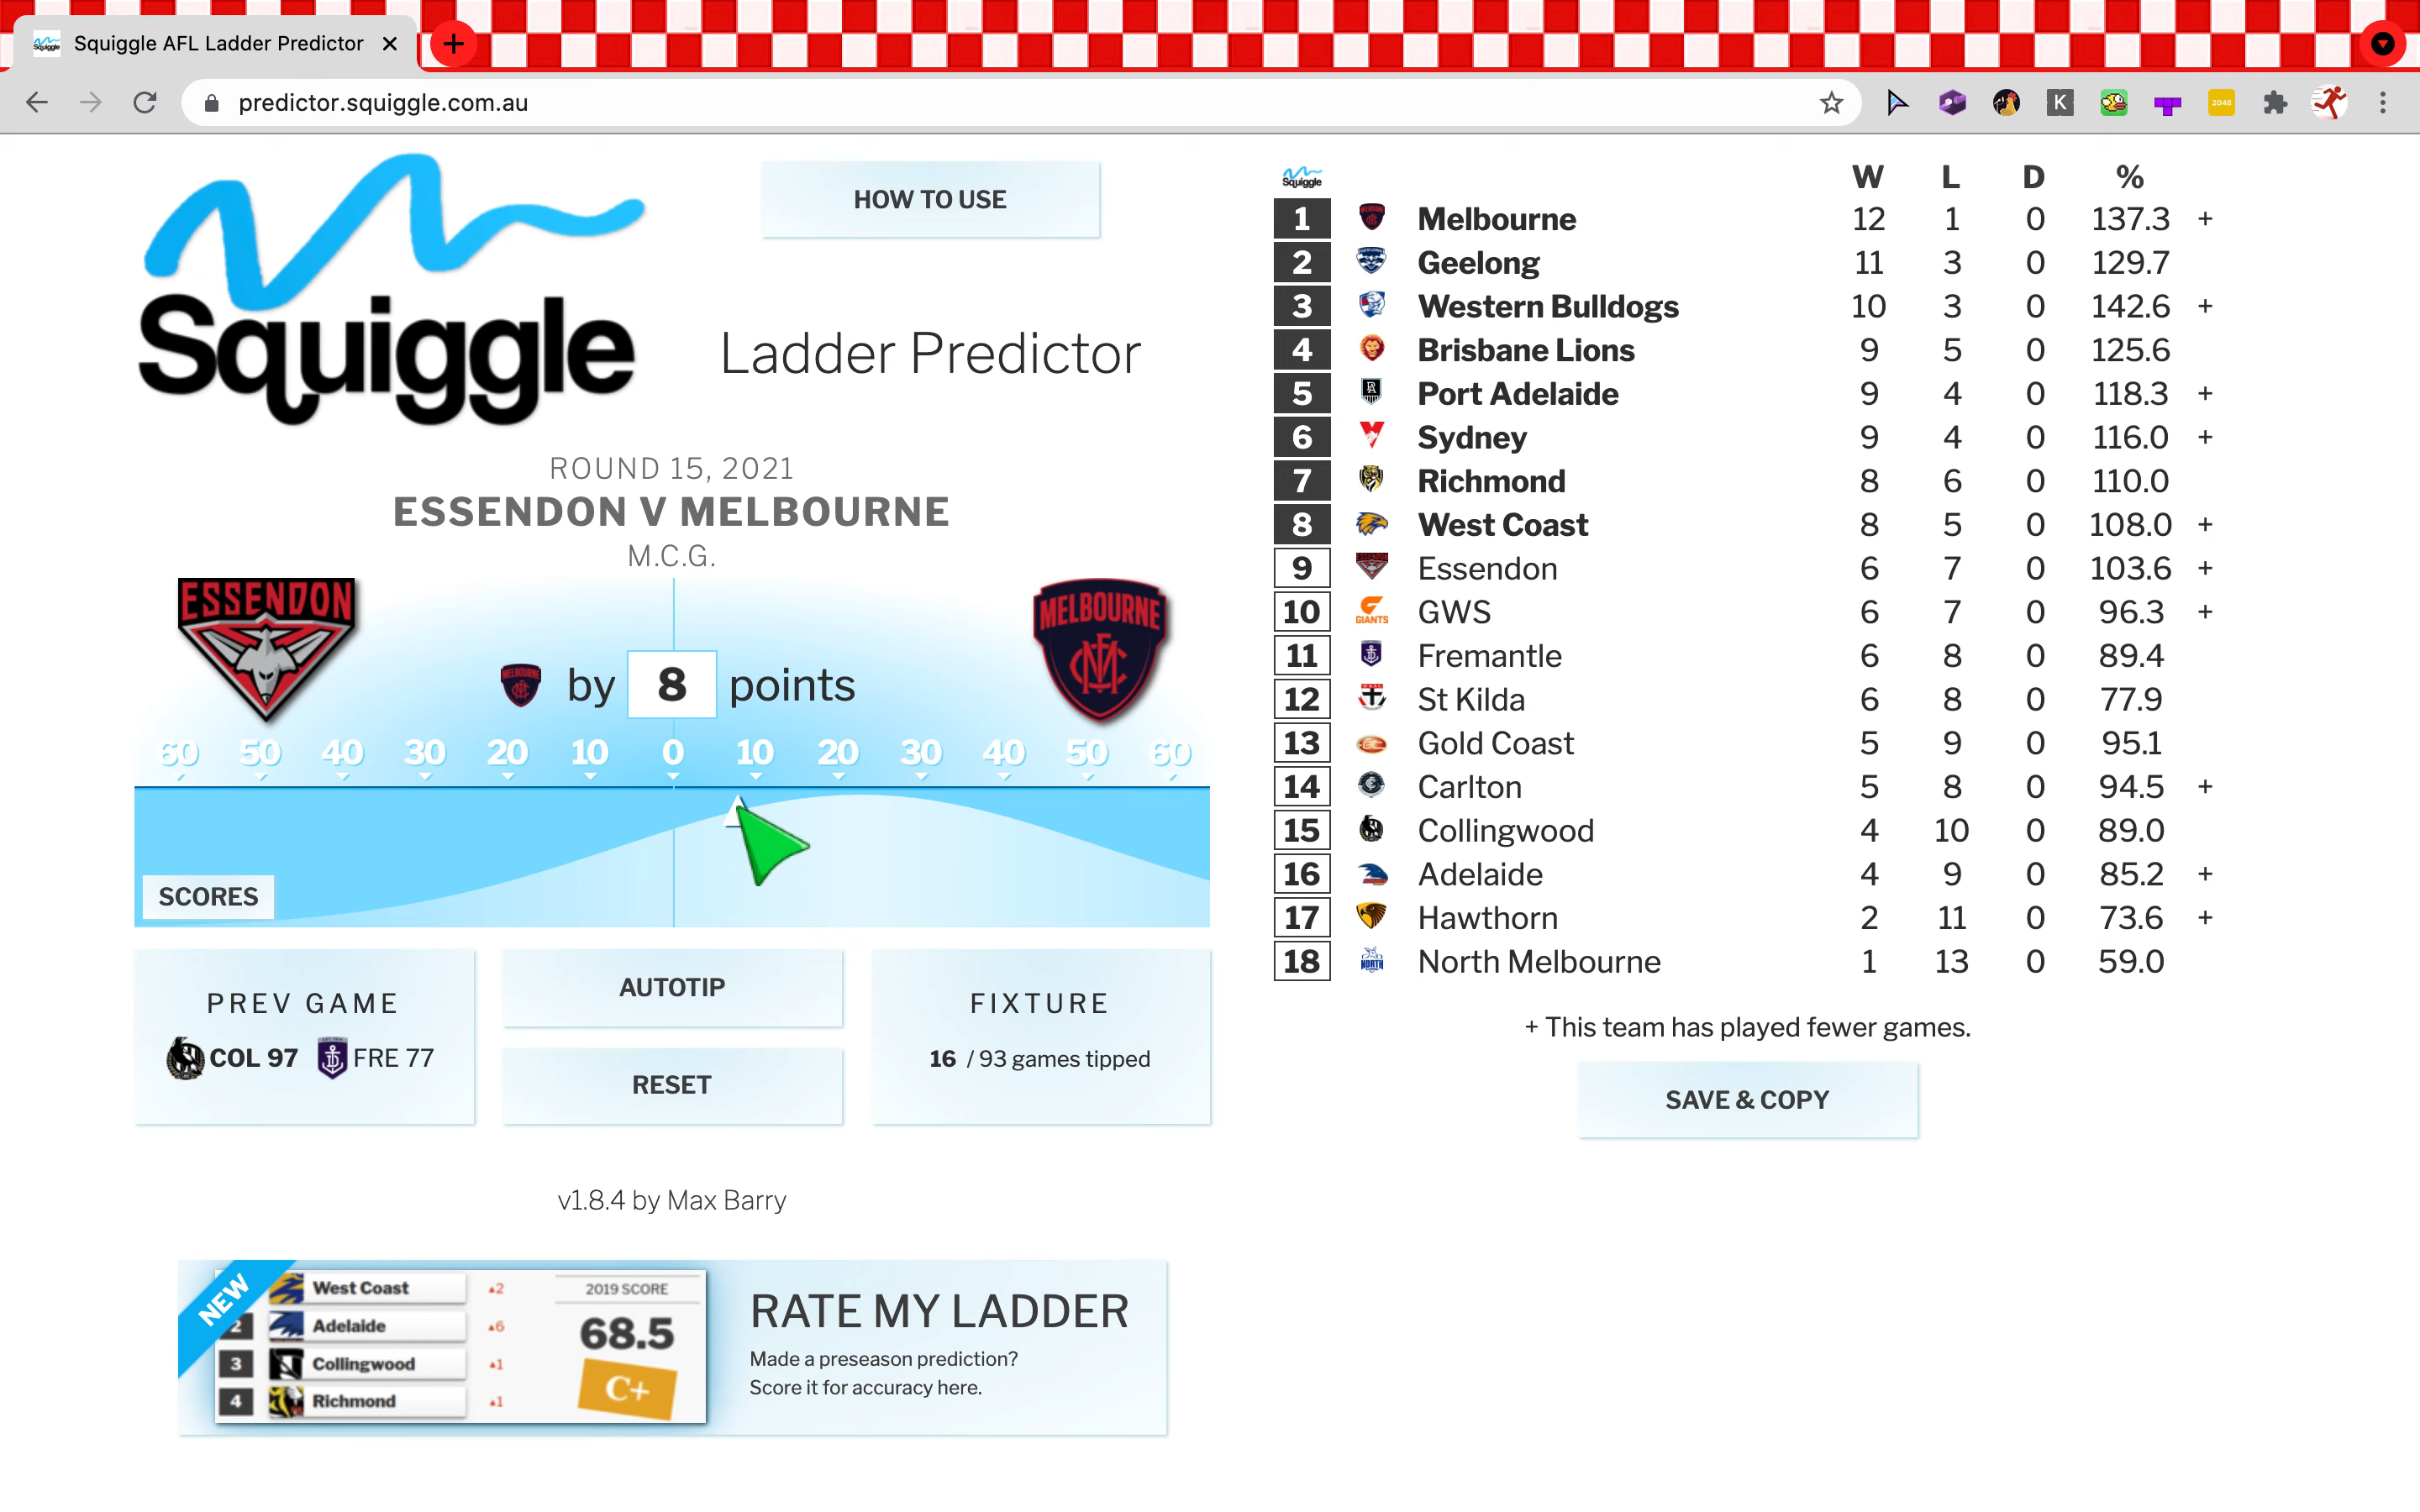 Squiggle AFL Ladder Predictor
predictor.squiggle.com.au
K
2048
Squiggle
HOW TO USE
Ladder Predictor
ROUND 15, 2021
ESSENDON V MELBOURNE
M.C.G.
ESSENDON
MELBOURNE
by 8 points
60 50 40 30 20 10 0 10 20 30 40 50 60
SCORES
PREV GAME
COL 97 FRE 77
AUTOTIP
RESET
FIXTURE
16 / 93 games tipped
v1.8.4 by Max Barry
NEW
West Coast ▲2
2 Adelaide ▲6
3 Collingwood ▲1
4 Richmond ▲1
2019 SCORE
68.5
C+
RATE MY LADDER
Made a preseason prediction?
Score it for accuracy here.
Squiggle W L D %
1 Melbourne 12 1 0 137.3 +
2 Geelong 11 3 0 129.7
3 Western Bulldogs 10 3 0 142.6 +
4 Brisbane Lions 9 5 0 125.6
5 Port Adelaide 9 4 0 118.3 +
6 Sydney 9 4 0 116.0 +
7 Richmond 8 6 0 110.0
8 West Coast 8 5 0 108.0 +
9 Essendon 6 7 0 103.6 +
10 GIANTS GWS 6 7 0 96.3 +
11 Fremantle 6 8 0 89.4
12 St Kilda 6 8 0 77.9
13 Gold Coast 5 9 0 95.1
14 Carlton 5 8 0 94.5 +
15 Collingwood 4 10 0 89.0
16 Adelaide 4 9 0 85.2 +
17 Hawthorn 2 11 0 73.6 +
18 NORTH North Melbourne 1 13 0 59.0
+ This team has played fewer games.
SAVE & COPY